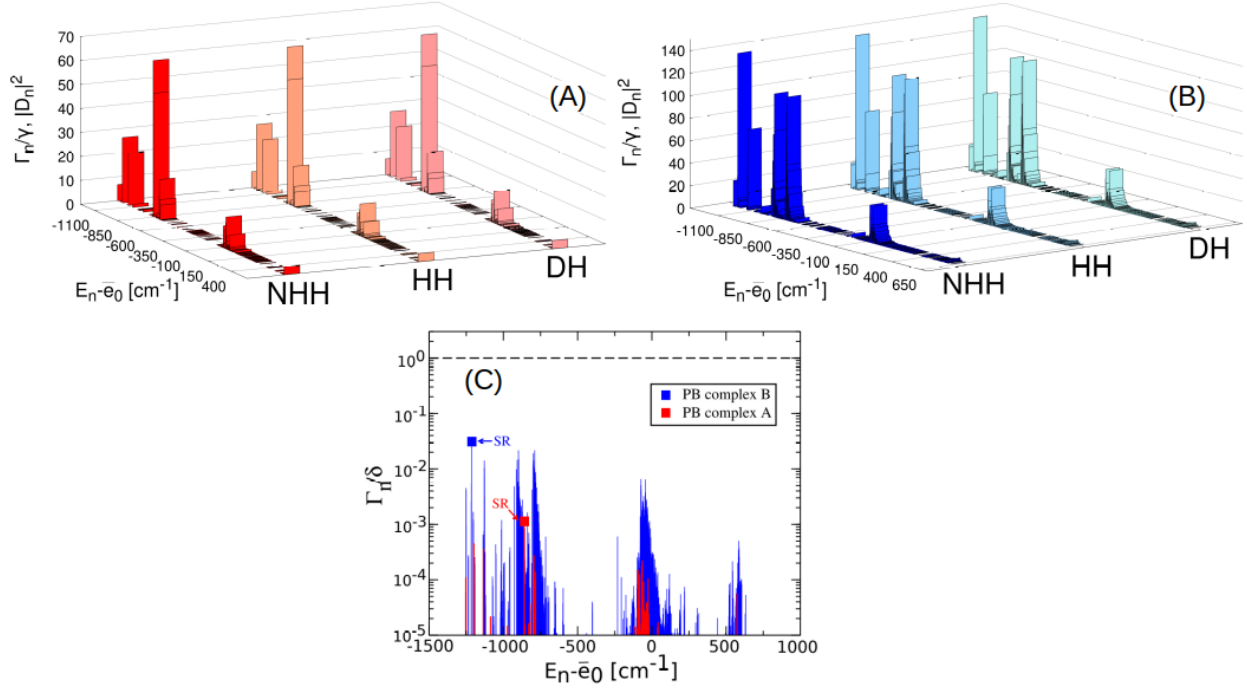 Γn/γ, |Dn|²
70
60
50
40
30
20
10
0
-1100
-850
-600
-350
-100
150
400
En-ē0 [cm⁻¹]
NHH
HH
DH
(A)
Γn/γ, |Dn|²
140
120
100
80
60
40
20
0
-1100
-850
-600
-350
-100
150
400
650
En-ē0 [cm⁻¹]
NHH
HH
DH
(B)
(C)
PB complex B
PB complex A
SR
SR
Γn/δ
10⁰
10⁻¹
10⁻²
10⁻³
10⁻⁴
10⁻⁵
-1500
-1000
-500
0
500
1000
En-ē0 [cm⁻¹]